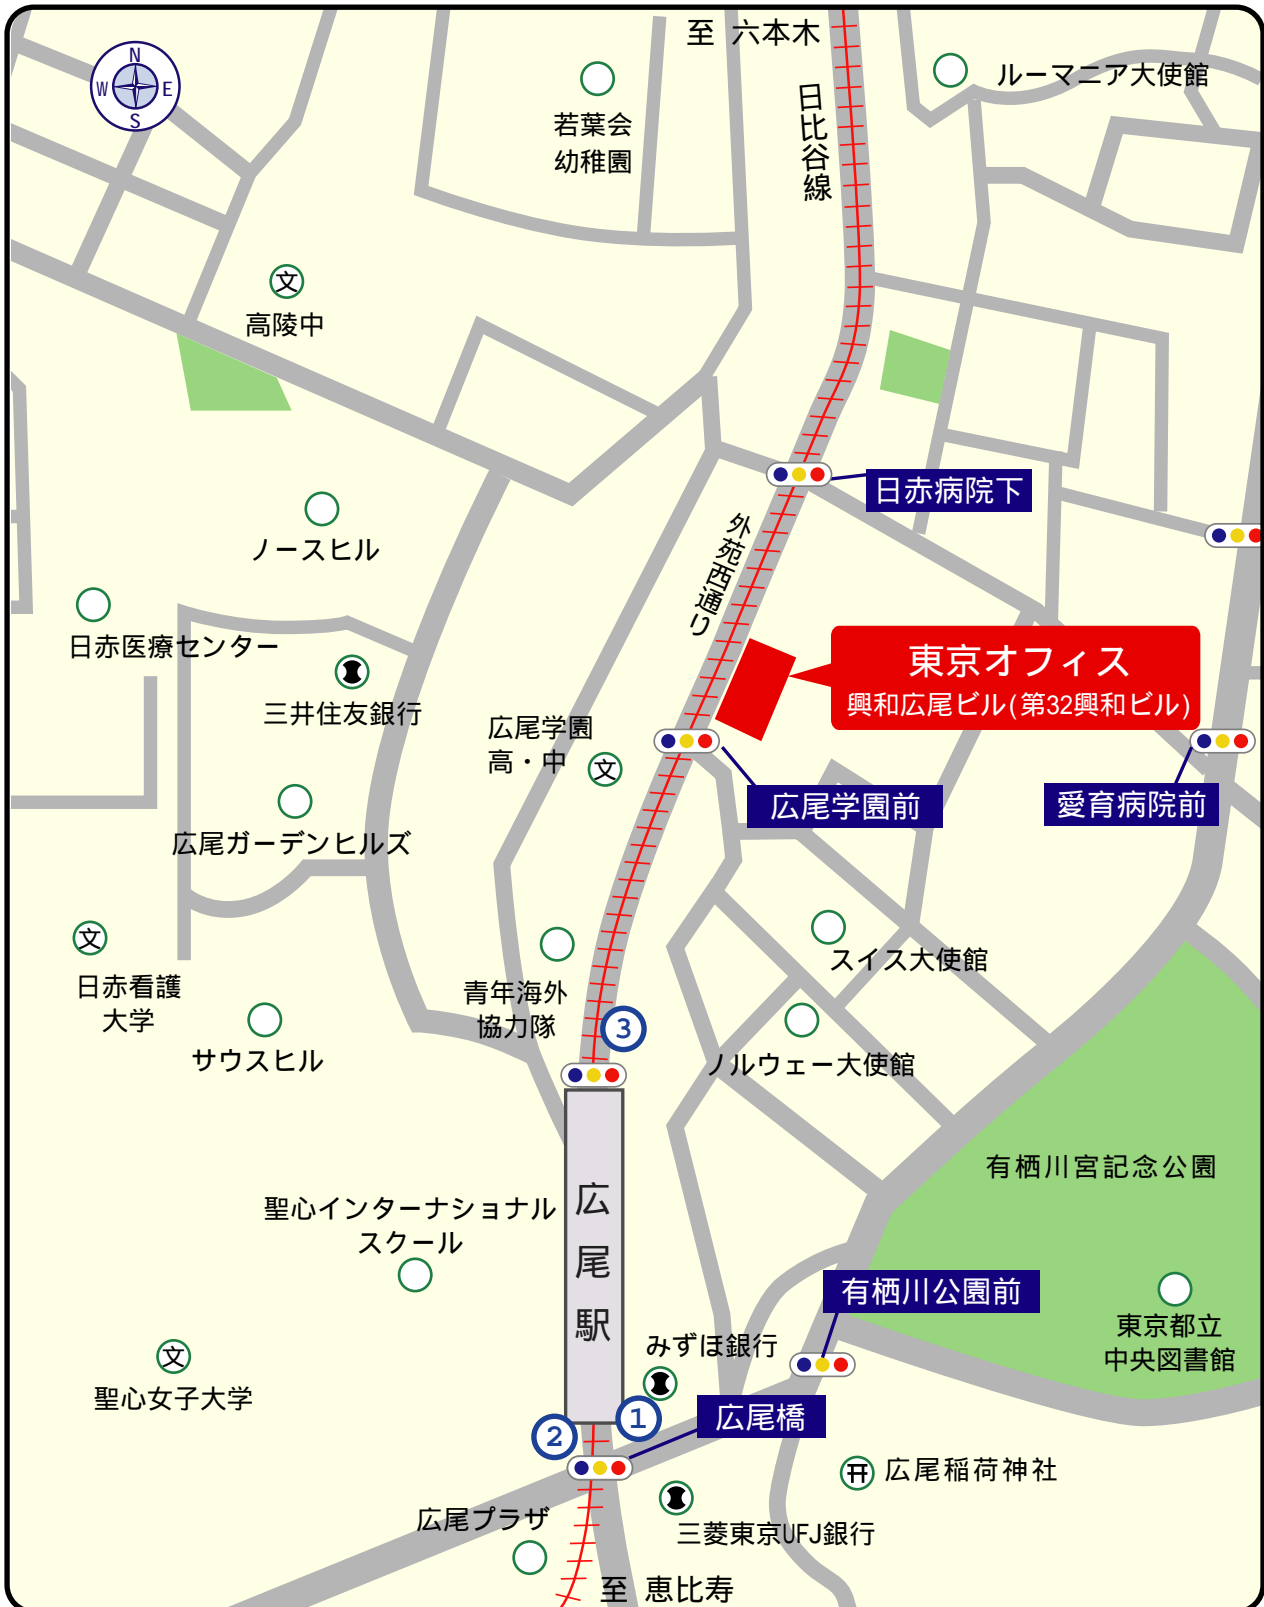 至 六本木
N
W E
S
ルーマニア大使館
若葉会
幼稚園
日比谷線
文
高陵中
日赤病院下
ノースヒル
外苑西通り
日赤医療センター
東京オフィス
興和広尾ビル(第32興和ビル)
三井住友銀行
広尾学園
高・中
文
広尾学園前
愛育病院前
広尾ガーデンヒルズ
文
日赤看護
大学
スイス大使館
青年海外
協力隊
3
サウスヒル
ノルウェー大使館
有栖川宮記念公園
聖心インターナショナル
スクール
広尾駅
有栖川公園前
東京都立
中央図書館
みずほ銀行
文
聖心女子大学
1
広尾橋
2
広尾稲荷神社
広尾プラザ
三菱東京UFJ銀行
至 恵比寿